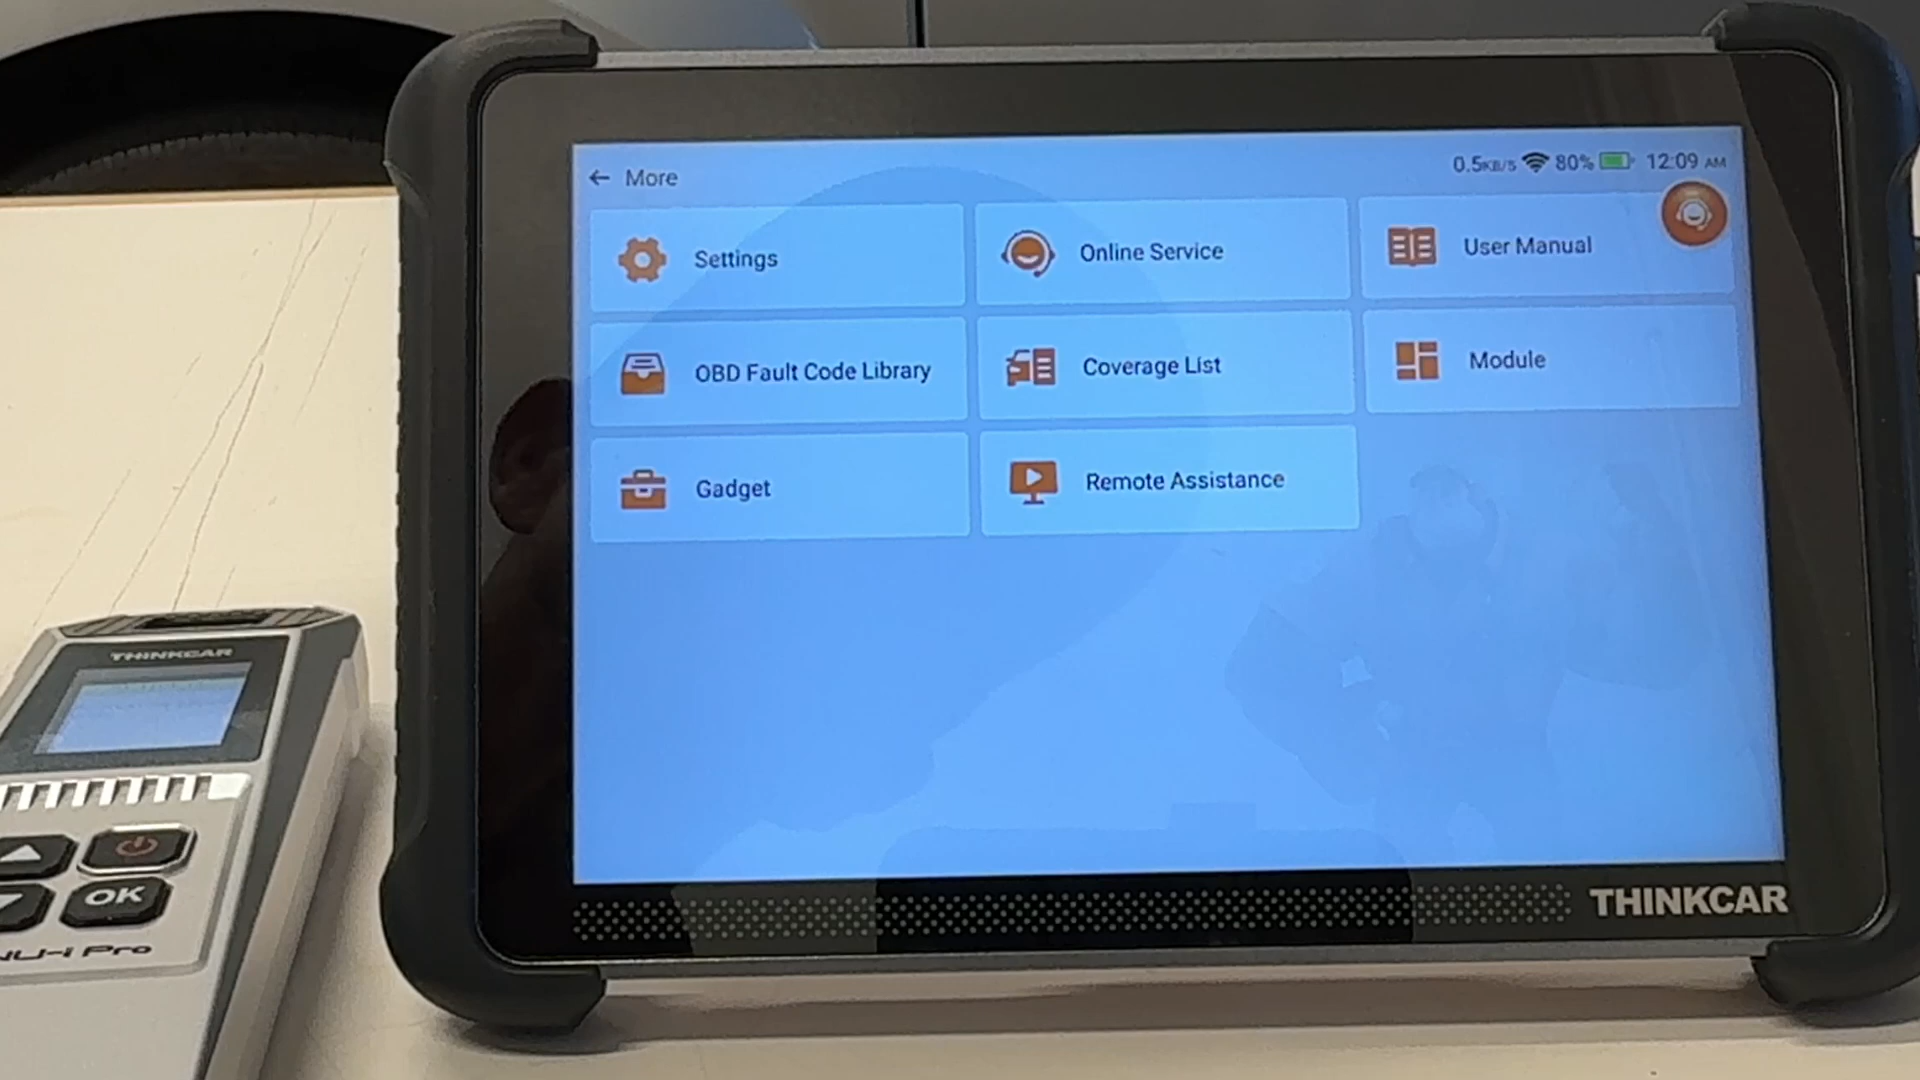 ← More
0.5KB/S 80% 12:09 AM
Settings
Online Service
User Manual
OBD Fault Code Library
Coverage List
Module
Gadget
Remote Assistance
THINKCAR
THINKCAR
OK
Pro